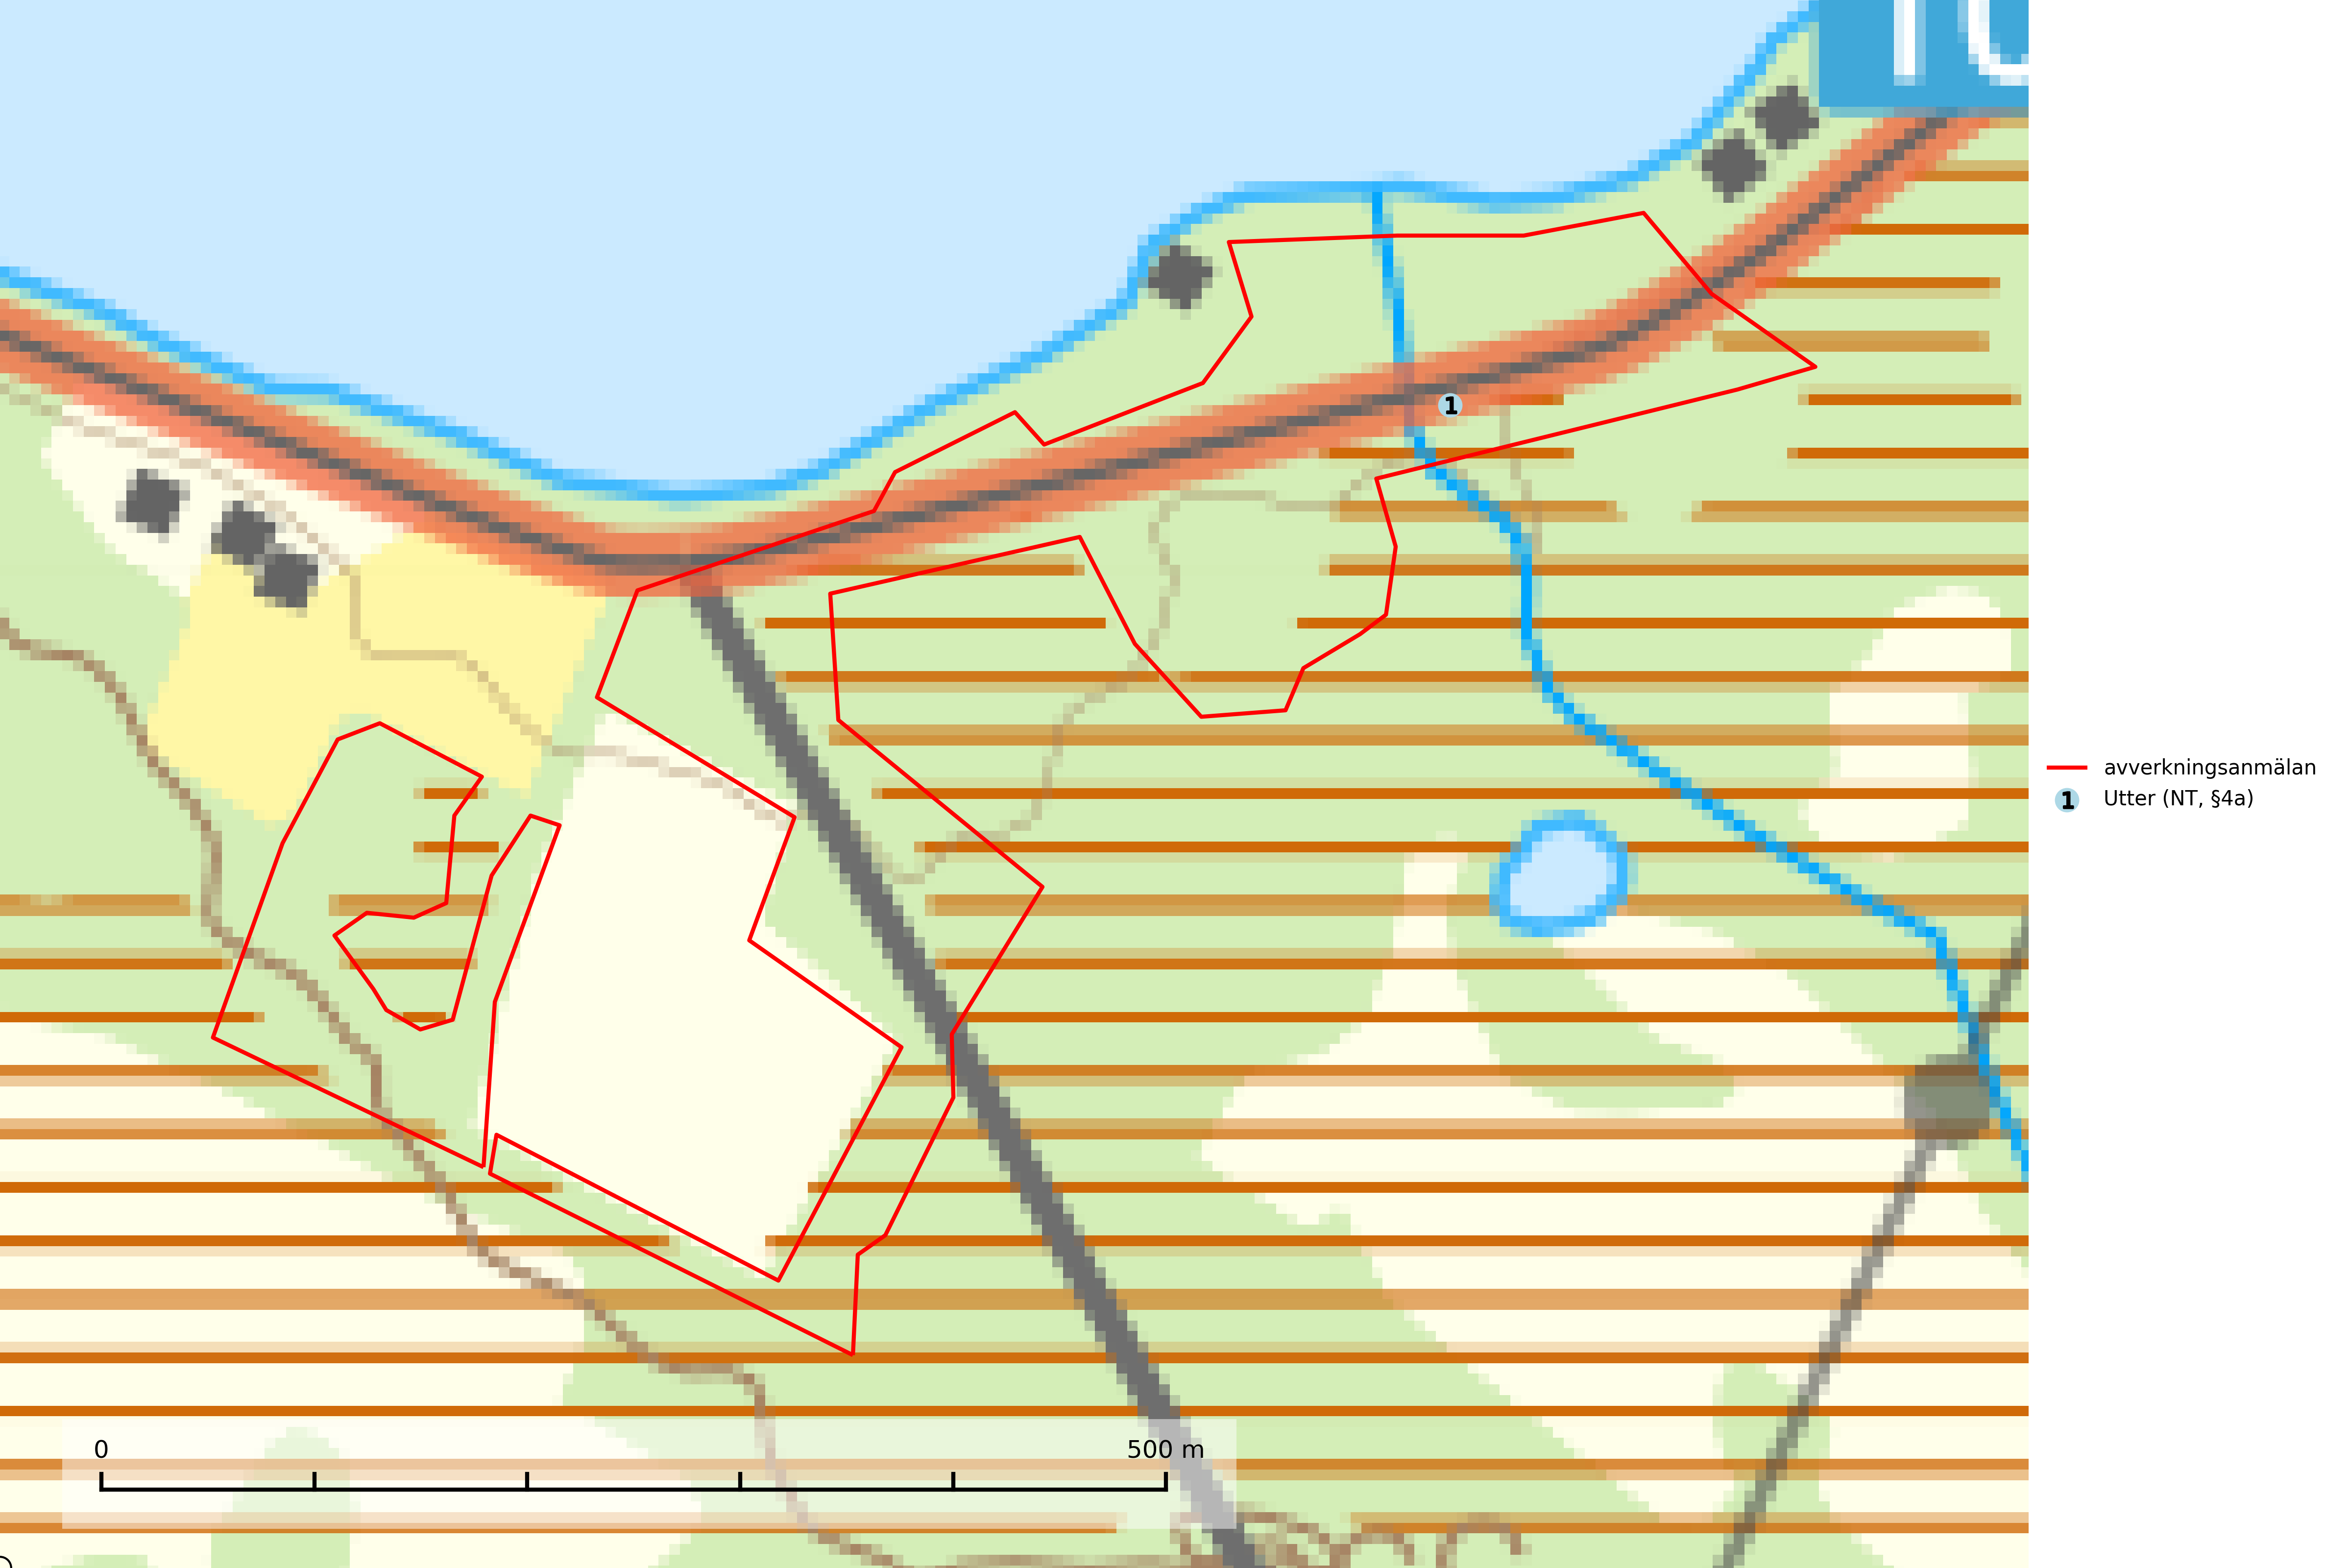 1
avverkningsanmälan
1 Utter (NT, §4a)
0 500 m